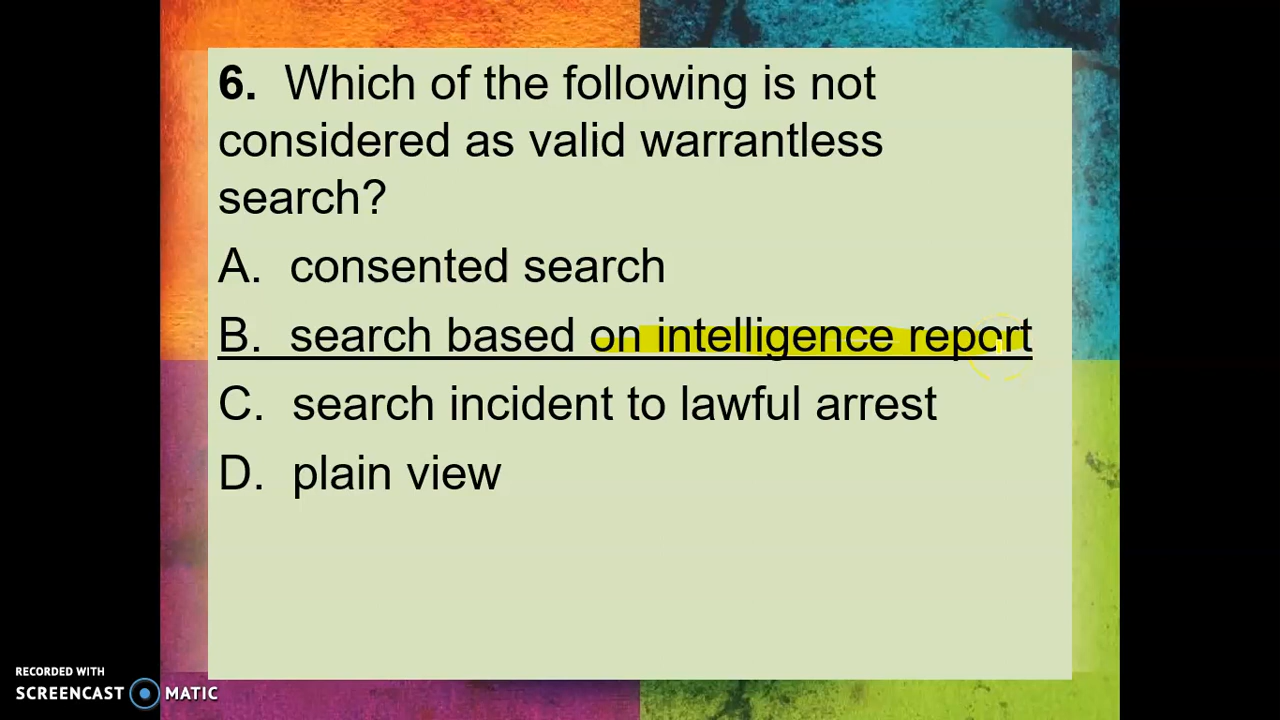 6. Which of the following is not
considered as valid warrantless
search?
A. consented search
B. search based on intelligence report
C. search incident to lawful arrest
D. plain view
RECORDED WITH
SCREENCAST MATIC